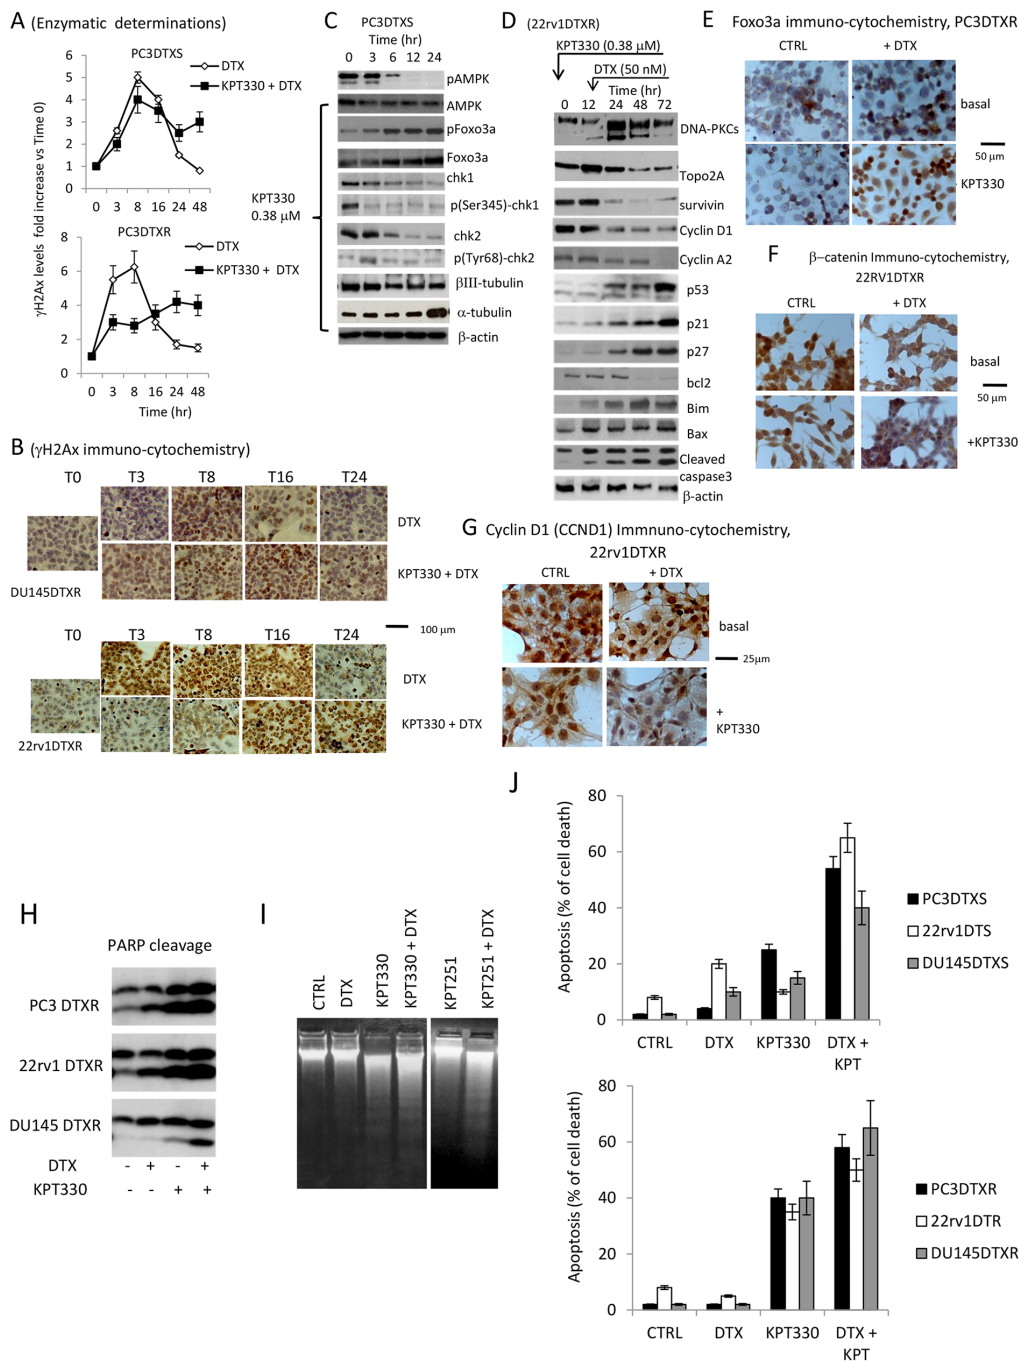 A (Enzymatic determinations)
γH2Ax levels fold increase vs Time 0)
PC3DTXS
DTX
KPT330 + DTX
6
5
4
3
2
1
0
0 3 8 16 24 48
PC3DTXR
DTX
KPT330 + DTX
8
6
4
2
0
0 3 8 16 24 48
Time (hr)
B (γH2Ax immuno-cytochemistry)
T0 T3 T8 T16 T24
DTX
KPT330 + DTX
DU145DTXR
100 µm
T0 T3 T8 T16 T24
DTX
KPT330 + DTX
22rv1DTXR
C PC3DTXS
Time (hr)
0 3 6 12 24
KPT330
0.38 µM
pAMPK
AMPK
pFoxo3a
Foxo3a
chk1
p(Ser345)-chk1
chk2
p(Tyr68)-chk2
βIII-tubulin
α-tubulin
β-actin
D (22rv1DTXR)
KPT330 (0.38 µM)
DTX (50 nM)
Time (hr)
0 12 24 48 72
DNA-PKCs
Topo2A
survivin
Cyclin D1
Cyclin A2
p53
p21
p27
bcl2
Bim
Bax
Cleaved
caspase3
β-actin
E Foxo3a immuno-cytochemistry, PC3DTXR
CTRL + DTX
basal
50 µm
KPT330
F β−catenin Immuno-cytochemistry,
22RV1DTXR
CTRL + DTX
basal
50 µm
+KPT330
G Cyclin D1 (CCND1) Immnuno-cytochemistry,
22rv1DTXR
CTRL + DTX
basal
25µm
+
KPT330
H
PARP cleavage
PC3 DTXR
22rv1 DTXR
DU145 DTXR
DTX - + - +
KPT330 - - + +
I
CTRL
DTX
KPT330
KPT330 + DTX
KPT251
KPT251 + DTX
J
Apoptosis (% of cell death)
80
60
40
20
0
CTRL DTX KPT330 DTX +
KPT
PC3DTXS
22rv1DTS
DU145DTXS
Apoptosis (% of cell death)
80
60
40
20
0
CTRL DTX KPT330 DTX +
KPT
PC3DTXR
22rv1DTR
DU145DTXR